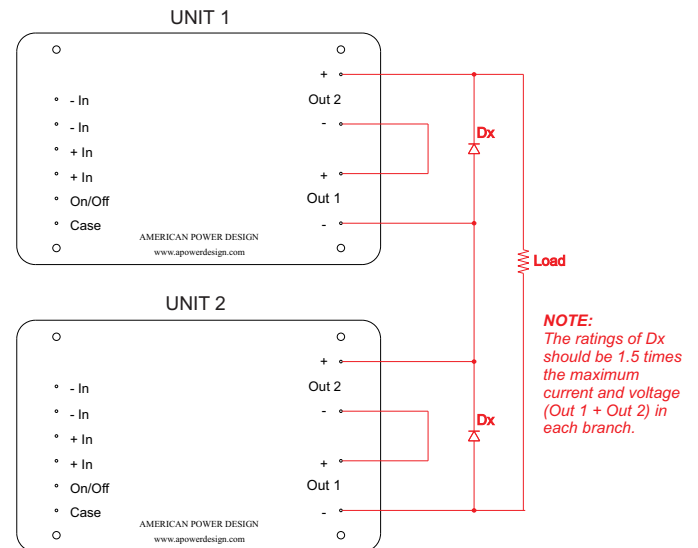 UNIT 1
+
Out 2
- In
- In
-
+ In
+ In
+
On/Off
Out 1
Case
-
AMERICAN POWER DESIGN
www.apowerdesign.com
Dx
Load
UNIT 2
+
Out 2
- In
- In
-
+ In
+ In
+
On/Off
Out 1
Case
-
AMERICAN POWER DESIGN
www.apowerdesign.com
Dx
NOTE:
The ratings of Dx
should be 1.5 times
the maximum
current and voltage
(Out 1 + Out 2) in
each branch.